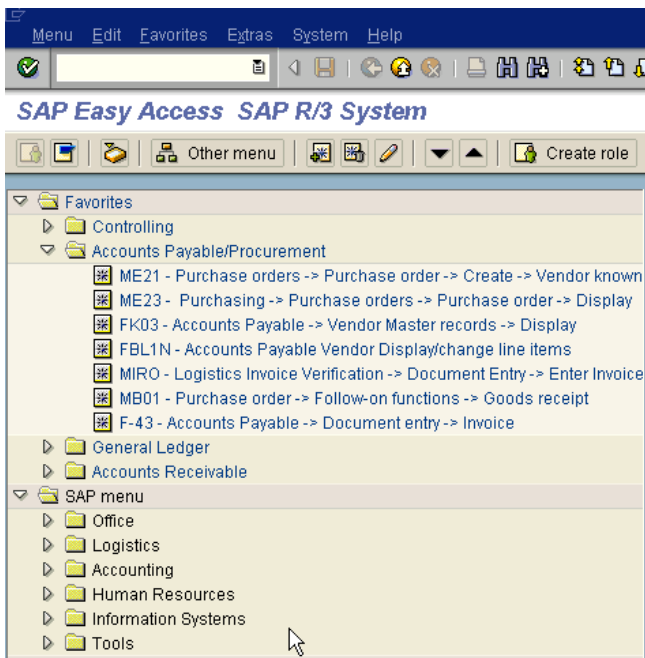 Menu Edit Favorites Extras System Help
SAP Easy Access SAP R/3 System
Other menu Create role
Favorites
Controlling
Accounts Payable/Procurement
ME21 - Purchase orders -> Purchase order -> Create -> Vendor known
ME23 - Purchasing -> Purchase orders -> Purchase order -> Display
FK03 - Accounts Payable -> Vendor Master records -> Display
FBL1N - Accounts Payable Vendor Display/change line items
MIRO - Logistics Invoice Verification -> Document Entry -> Enter Invoice
MB01 - Purchase order -> Follow-on functions -> Goods receipt
F-43 - Accounts Payable -> Document entry -> Invoice
General Ledger
Accounts Receivable
SAP menu
Office
Logistics
Accounting
Human Resources
Information Systems
Tools